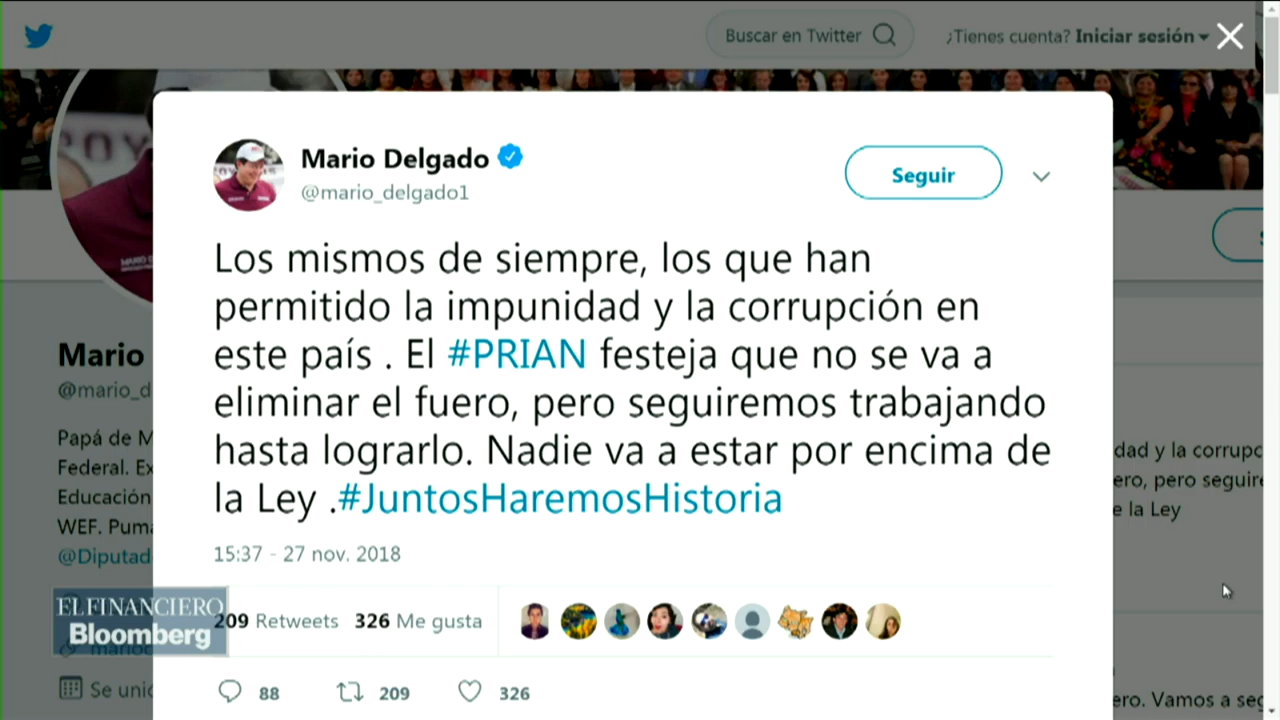 Buscar en Twitter
¿Tienes cuenta? Iniciar sesión
Mario Delgado
@mario_delgado1
Seguir
Los mismos de siempre, los que han
permitido la impunidad y la corrupción en
este país . El #PRIAN festeja que no se va a
eliminar el fuero, pero seguiremos trabajando
hasta lograrlo. Nadie va a estar por encima de
la Ley .#JuntosHaremosHistoria
15:37 - 27 nov. 2018
209 Retweets 326 Me gusta
88 209 326
Mario
@mario_d
Papá de M
Federal. Ex
Educación
WEF. Puma
@Diputad
EL FINANCIERO
Bloomberg
Se unió
dad y la corrupc
ero, pero seguire
e la Ley
ero. Vamos a seg